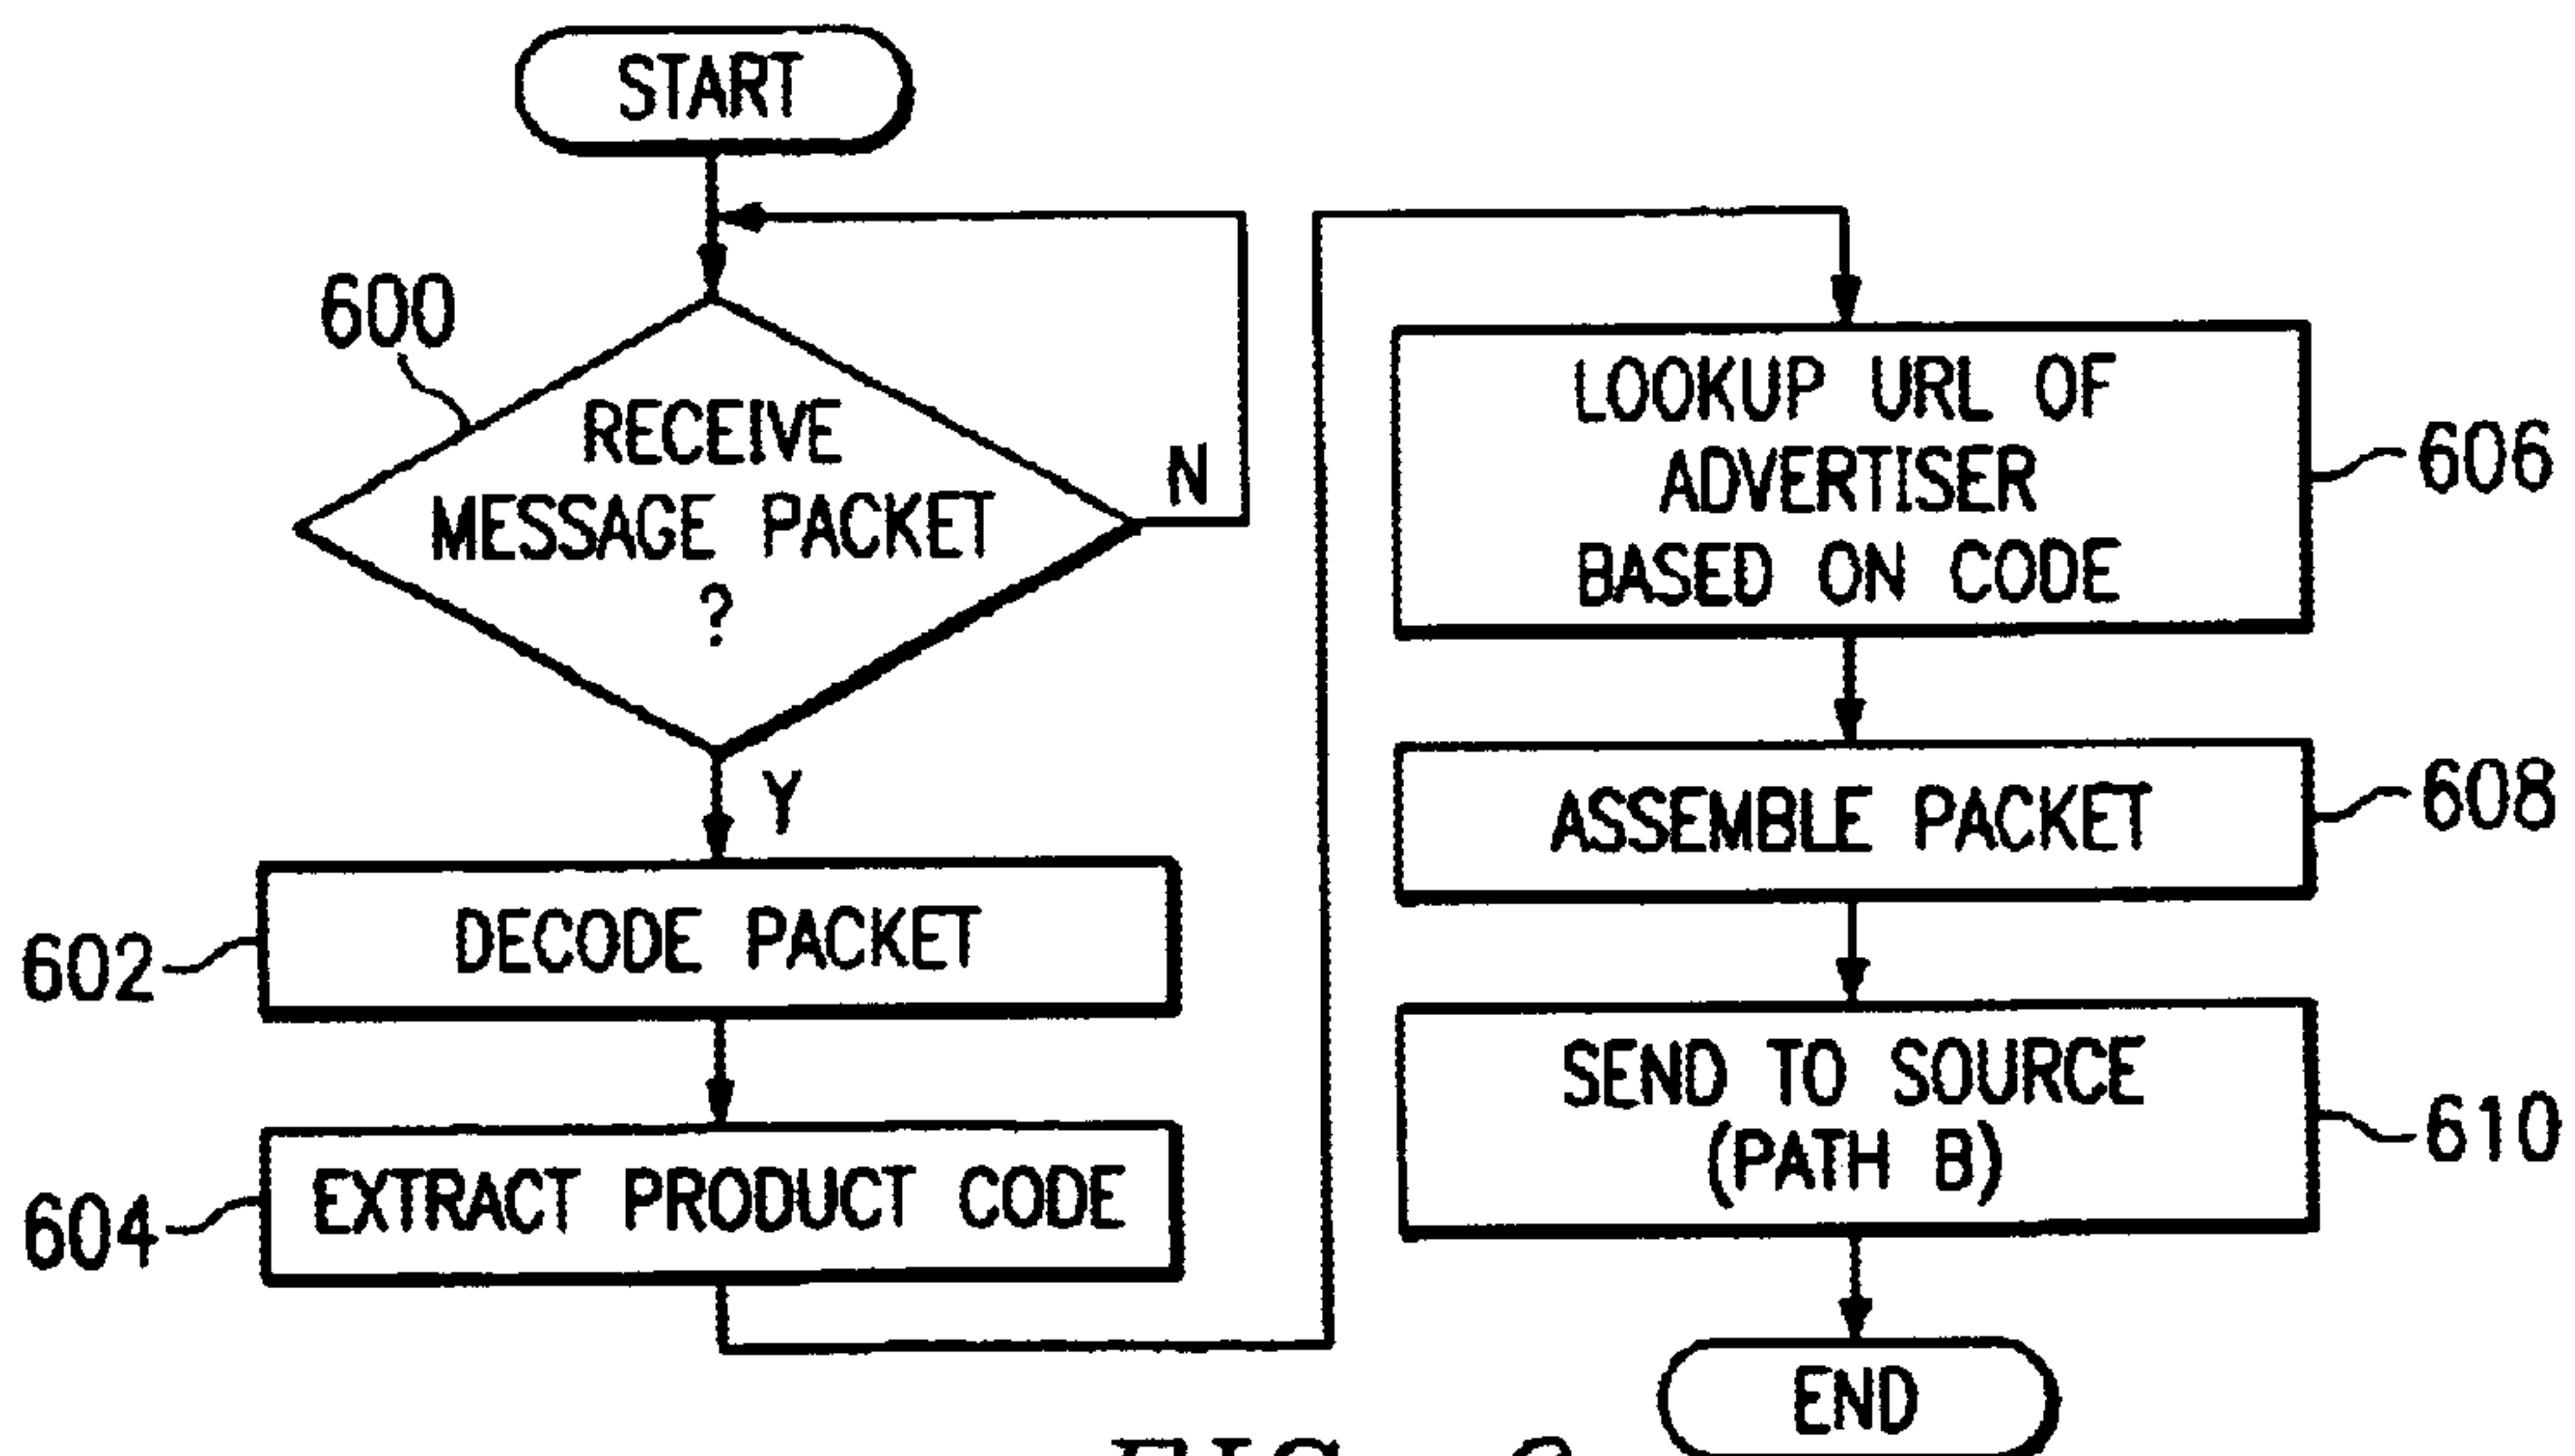 START
600
RECEIVE
MESSAGE PACKET
?
N
Y
602
DECODE PACKET
604
EXTRACT PRODUCT CODE
LOOKUP URL OF
ADVERTISER
BASED ON CODE
606
ASSEMBLE PACKET
608
SEND TO SOURCE
(PATH B)
610
END